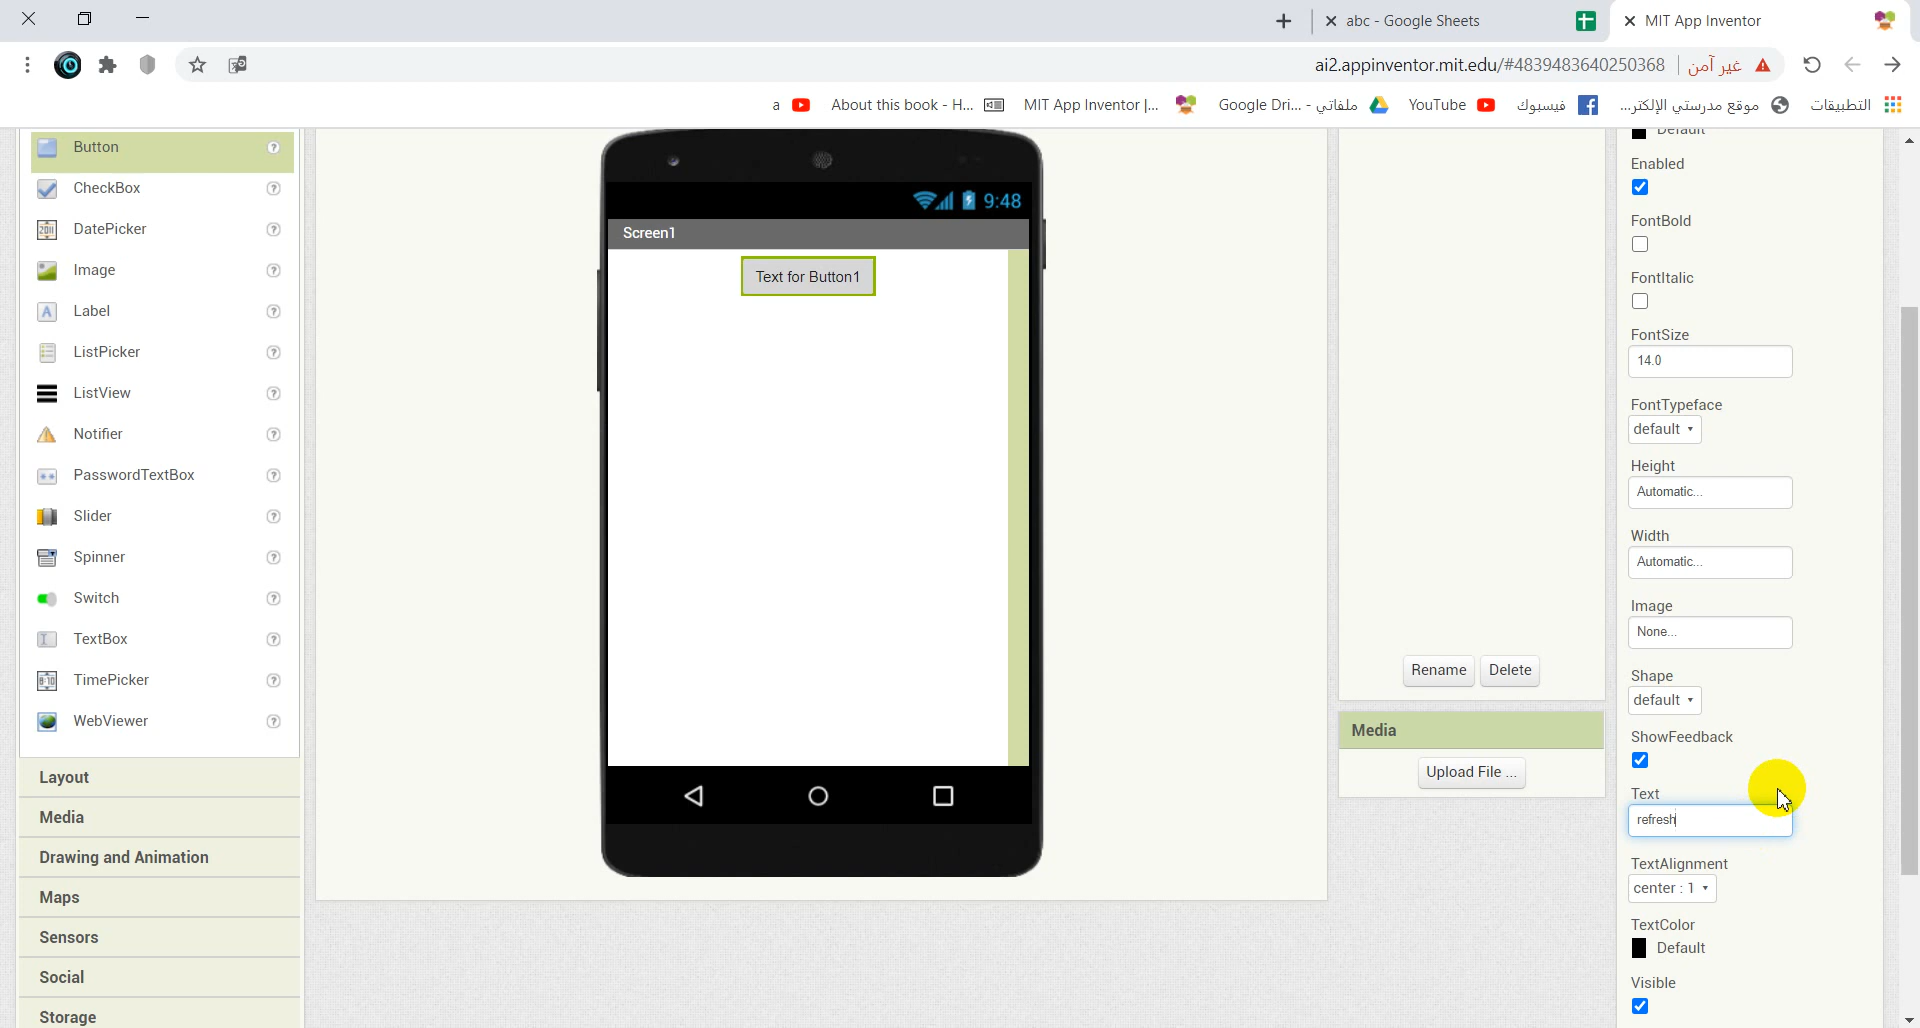 abc - Google Sheets
MIT App Inventor
ai2.appinventor.mit.edu/#4839483640250368
غير آمن
a
About this book - H...
MIT App Inventor |...
Google Dri... - ملفاتي
YouTube
فيسبوك
موقع مدرستي الإلكتر...
التطبيقات
Button
CheckBox
DatePicker
Image
Label
ListPicker
ListView
Notifier
PasswordTextBox
Slider
Spinner
Switch
TextBox
TimePicker
WebViewer
Layout
Media
Drawing and Animation
Maps
Sensors
Social
Storage
9:48
Screen1
Text for Button1
Rename
Delete
Media
Upload File ...
Default
Enabled
FontBold
FontItalic
FontSize
14.0
FontTypeface
default
Height
Automatic...
Width
Automatic...
Image
None...
Shape
default
ShowFeedback
Text
refresh
TextAlignment
center : 1
TextColor
Default
Visible